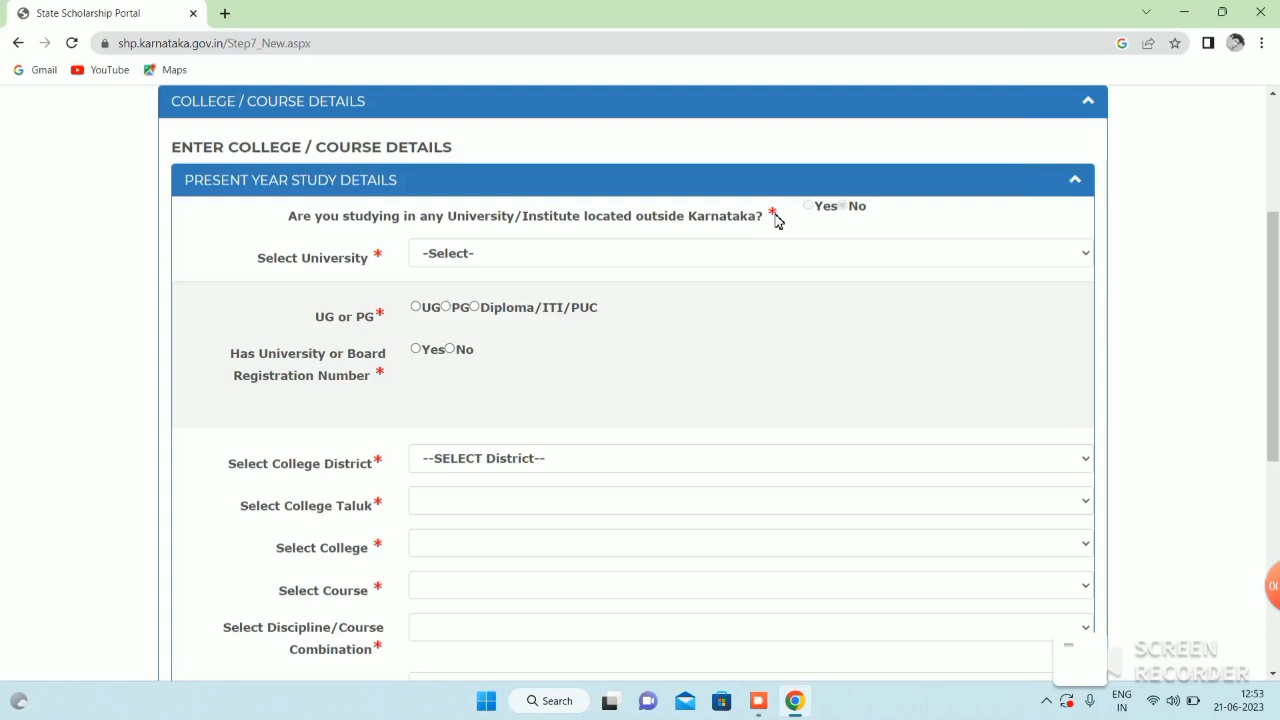 State Scholarship Portal
shp.karnataka.gov.in/Step7_New.aspx
Gmail YouTube Maps
COLLEGE / COURSE DETAILS
ENTER COLLEGE / COURSE DETAILS
PRESENT YEAR STUDY DETAILS
Are you studying in any University/Institute located outside Karnataka? * Yes No
Select University * -Select-
UG or PG* UG PG Diploma/ITI/PUC
Has University or Board
Registration Number * Yes No
Select College District* --SELECT District--
Select College Taluk*
Select College *
Select Course *
Select Discipline/Course
Combination*
SCREEN
RECORDER
00
Search
ENG
IN
12:53
21-06-2023